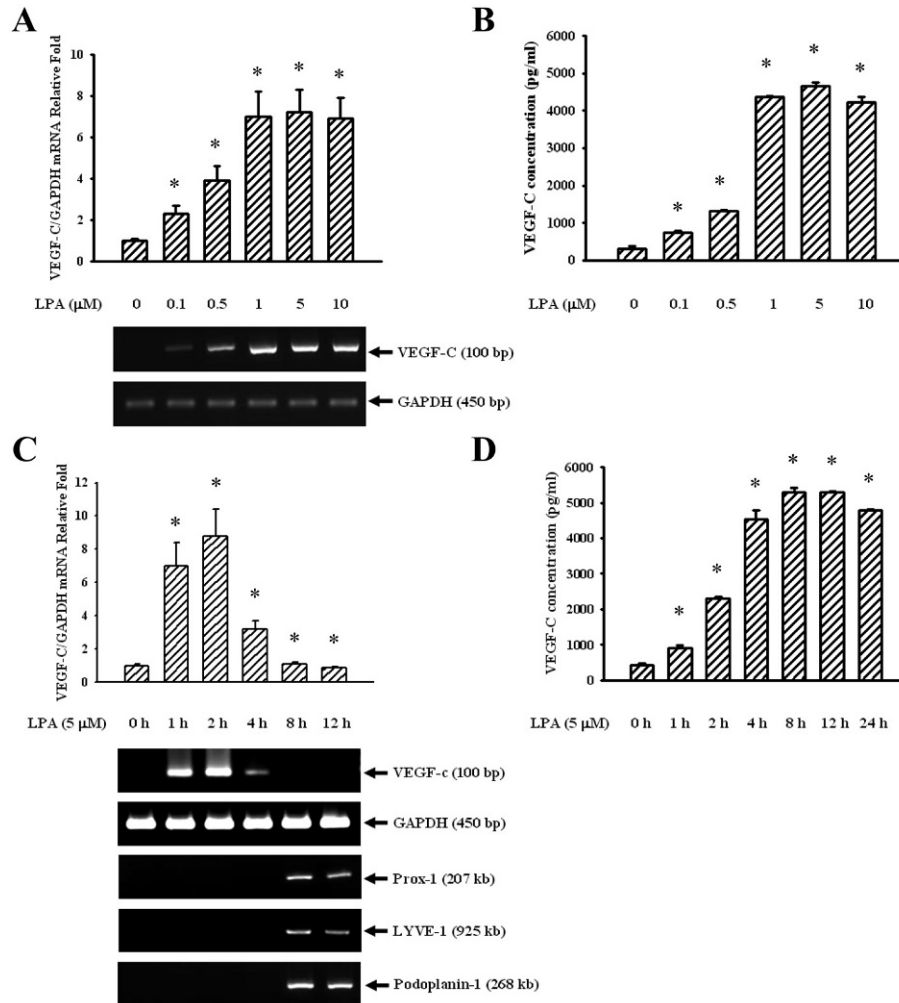 A
VEGF-C/GAPDH mRNA Relative Fold
10
8
6
4
2
0
* * * * *
LPA (μM) 0 0.1 0.5 1 5 10
VEGF-C (100 bp)
GAPDH (450 bp)
B
VEGF-C concentration (pg/ml)
6000
5000
4000
3000
2000
1000
0
* * * * *
LPA (μM) 0 0.1 0.5 1 5 10
C
VEGF-C/GAPDH mRNA Relative Fold
12
10
8
6
4
2
0
* * * * *
LPA (5 μM) 0 h 1 h 2 h 4 h 8 h 12 h
VEGF-c (100 bp)
GAPDH (450 bp)
Prox-1 (207 kb)
LYVE-1 (925 kb)
Podoplanin-1 (268 kb)
D
VEGF-C concentration (pg/ml)
6000
5000
4000
3000
2000
1000
0
* * * * * *
LPA (5 μM) 0 h 1 h 2 h 4 h 8 h 12 h 24 h